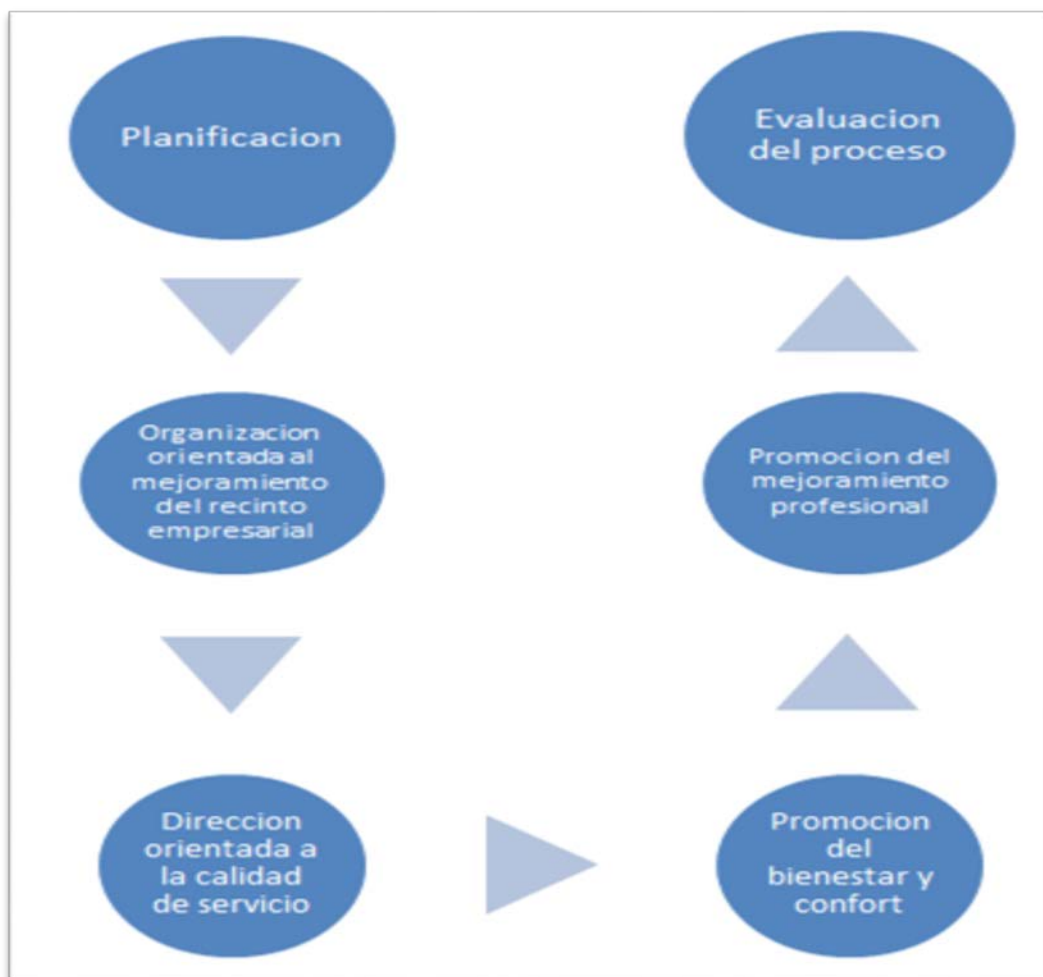 Planificacion
Organizacion
orientada al
mejoramiento
del recinto
empresarial
Direccion
orientada a
la calidad
de servicio
Promocion
del
bienestar y
confort
Promocion del
mejoramiento
profesional
Evaluacion
del proceso